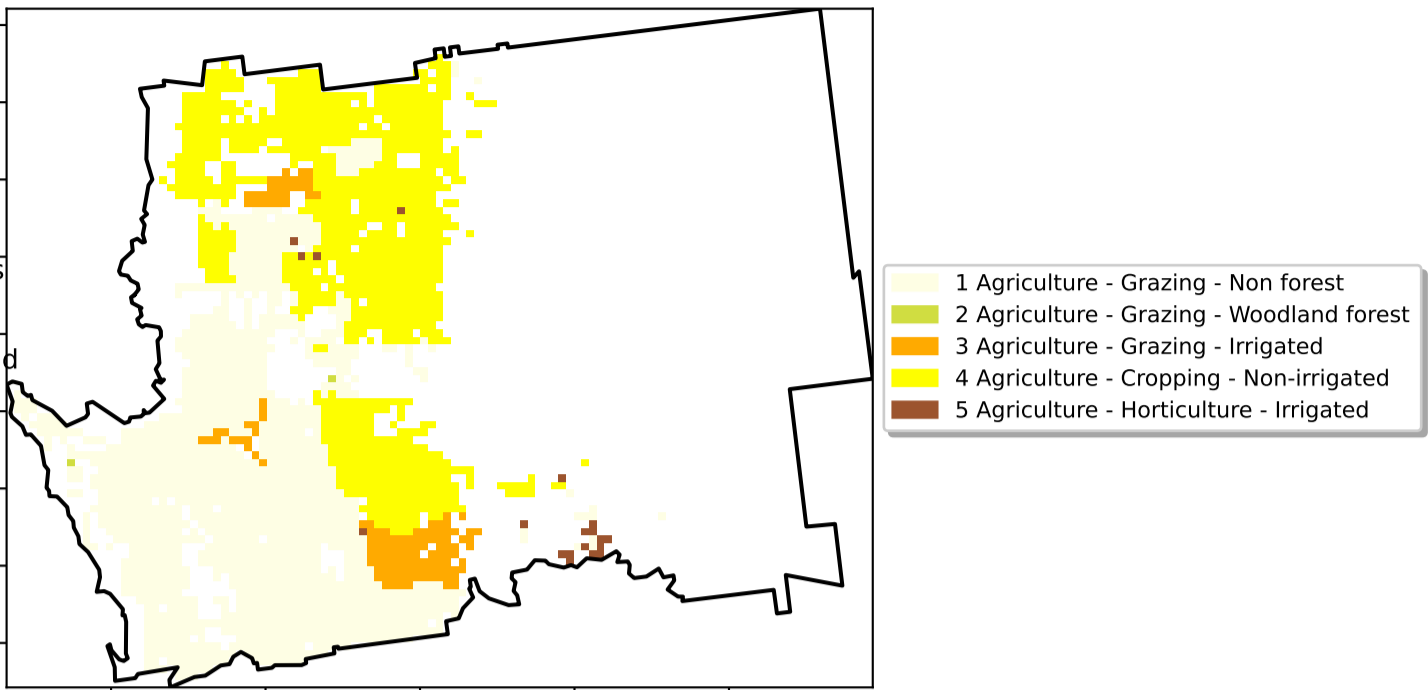 s
d
1 Agriculture - Grazing - Non forest
2 Agriculture - Grazing - Woodland forest
3 Agriculture - Grazing - Irrigated
4 Agriculture - Cropping - Non-irrigated
5 Agriculture - Horticulture - Irrigated